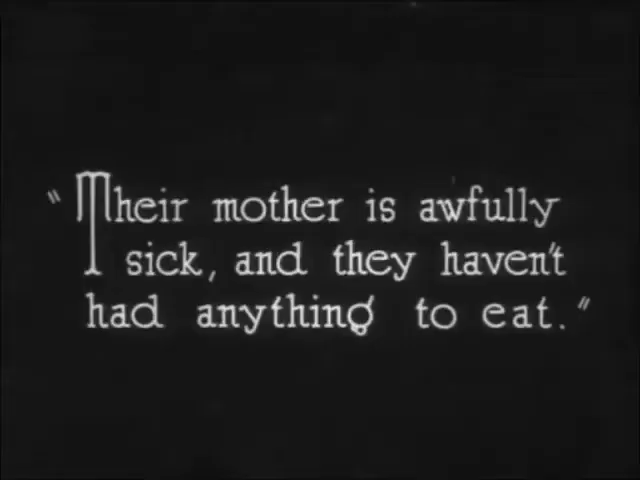 "Their mother is awfully
sick, and they haven't
had anything to eat."